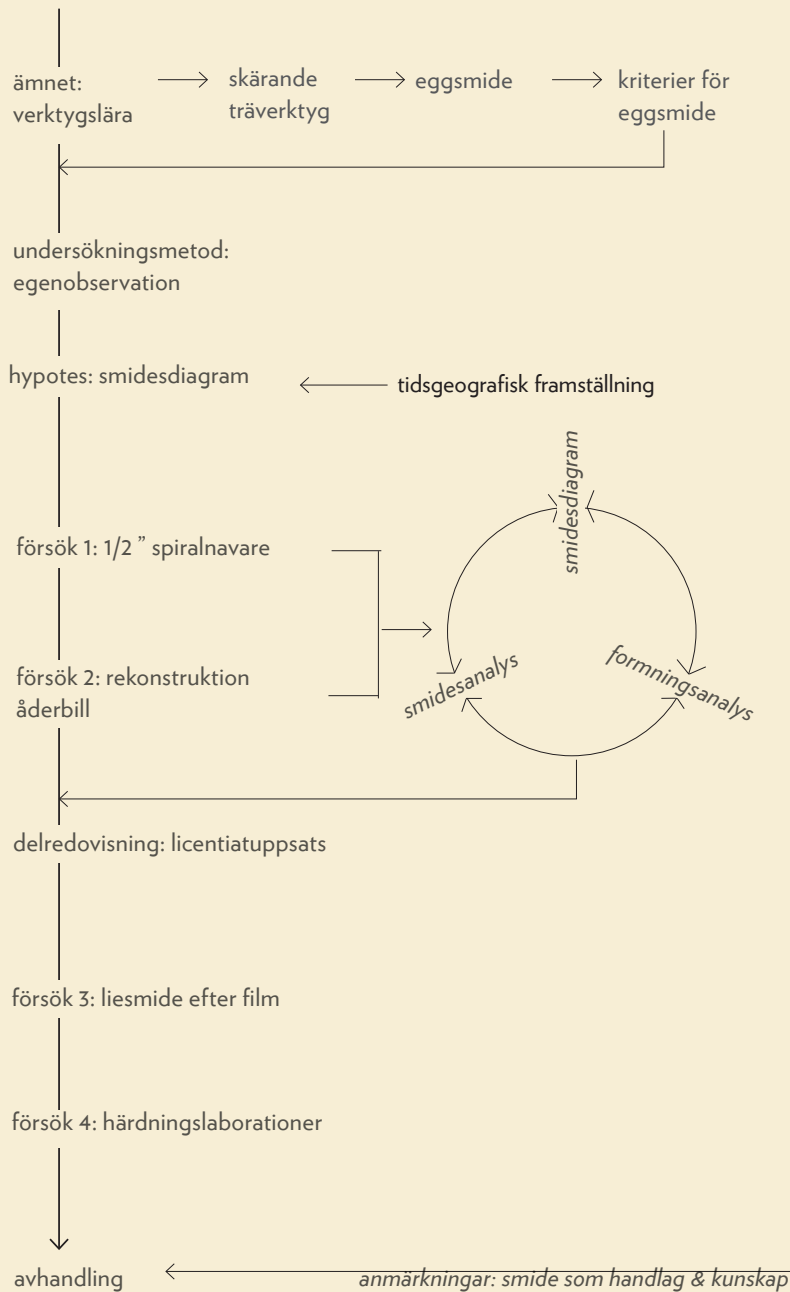 ämnet:
verktygslära
skärande
träverktyg
eggsmide
kriterier för
eggsmide
undersökningsmetod:
egenobservation
hypotes: smidesdiagram
tidsgeografisk framställning
smidesdiagram
försök 1: 1/2 ” spiralnavare
försök 2: rekonstruktion
åderbill
smidesanalys
formningsanalys
delredovisning: licentiatuppsats
försök 3: liesmide efter film
försök 4: härdningslaborationer
avhandling
anmärkningar: smide som handlag & kunskap